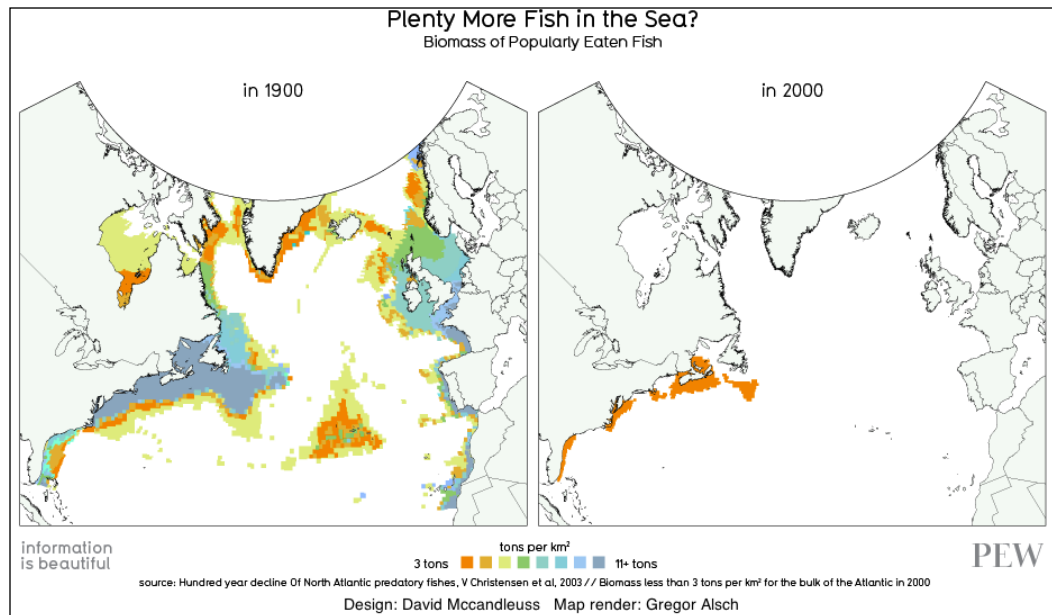 Plenty More Fish in the Sea?
Biomass of Popularly Eaten Fish
in 1900
in 2000
information
is beautiful
tons per km²
3 tons
11+ tons
PEW
source: Hundred year decline Of North Atlantic predatory fishes, V Christensen et al, 2003 // Biomass less than 3 tons per km² for the bulk of the Atlantic in 2000
Design: David Mccandleuss Map render: Gregor Alsch